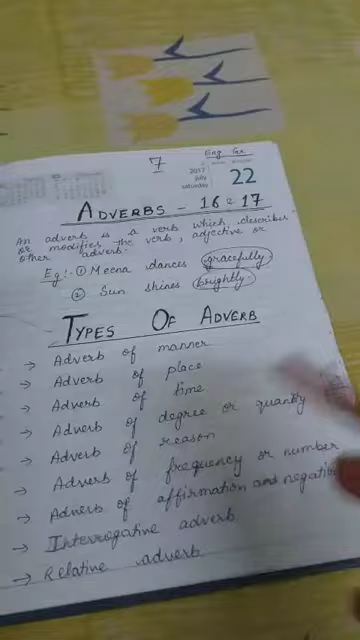 7
Eng Tax
2017
July
saturday
22
ADVERBS - 16 & 17
An adverb is a verb which describes
or modifies the verb, adjective or
other adverb.
Eg:- ① Meena dances gracefully.
② Sun shines brightly.
TYPES OF ADVERB
→ Adverb of manner
→ Adverb of place
→ Adverb of time
→ Adverb of degree or quantity
→ Adverb of reason
→ Adverb of frequency or number
→ Adverb of affirmation and negation
→ Interrogative adverb
→ Relative adverb